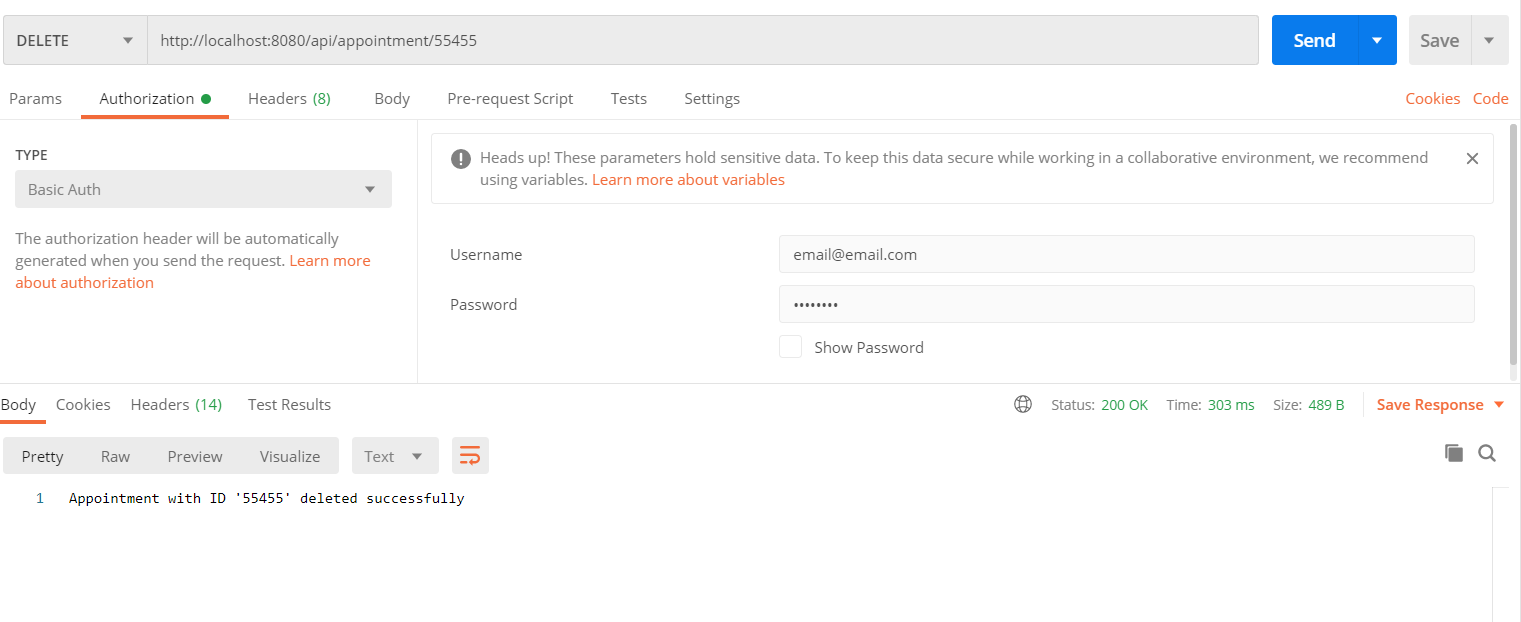 DELETE http://localhost:8080/api/appointment/55455 Send Save
Params Authorization Headers (8) Body Pre-request Script Tests Settings Cookies Code
TYPE
Basic Auth
The authorization header will be automatically
generated when you send the request. Learn more
about authorization
Heads up! These parameters hold sensitive data. To keep this data secure while working in a collaborative environment, we recommend
using variables. Learn more about variables
Username email@email.com
Password ••••••••
Show Password
Body Cookies Headers (14) Test Results Status: 200 OK Time: 303 ms Size: 489 B Save Response
Pretty Raw Preview Visualize Text
1 Appointment with ID '55455' deleted successfully